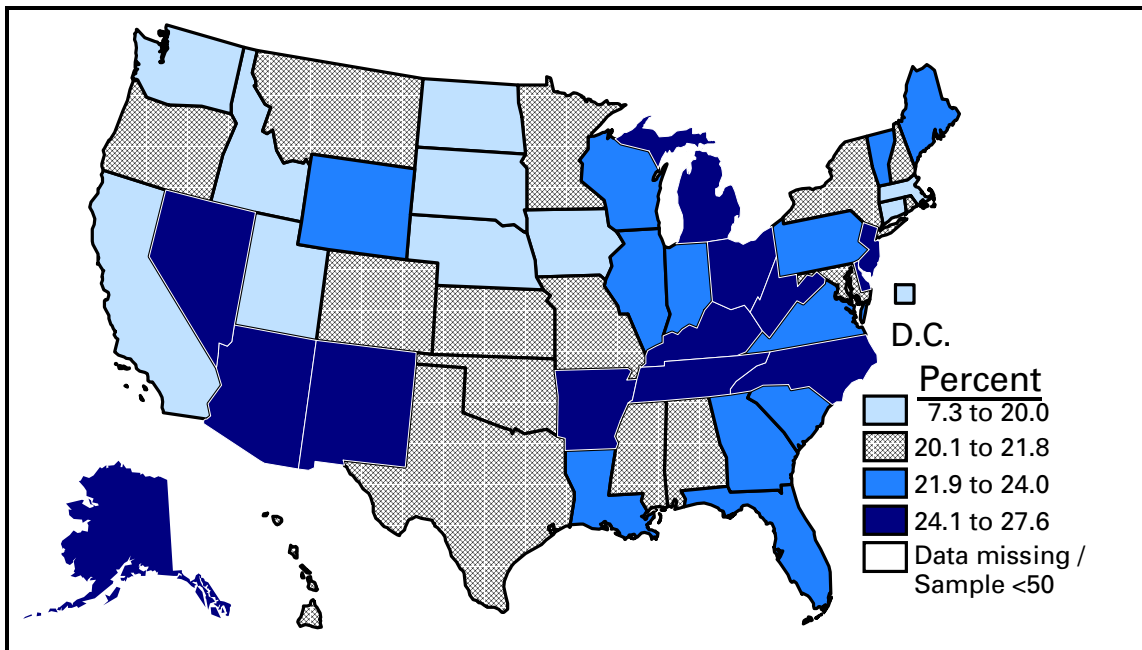 D.C.
Percent
7.3 to 20.0
20.1 to 21.8
21.9 to 24.0
24.1 to 27.6
Data missing /
Sample <50